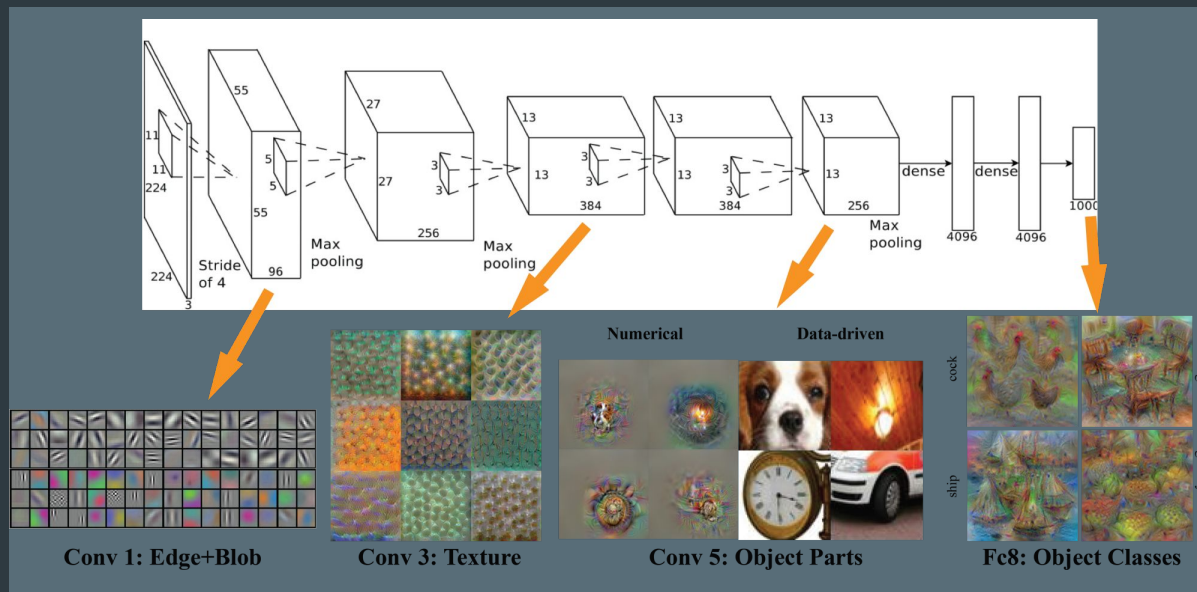 55
27
13
13
13
11
5
3
3
3
dense
dense
11
5
27
3
13
3
13
3
13
224
55
384
384
256
1000
256
Max
pooling
4096
4096
Max
pooling
Max
pooling
Stride
of 4
224
96
3
Numerical
Data-driven
cock
ship
Conv 1: Edge+Blob
Conv 3: Texture
Conv 5: Object Parts
Fc8: Object Classes